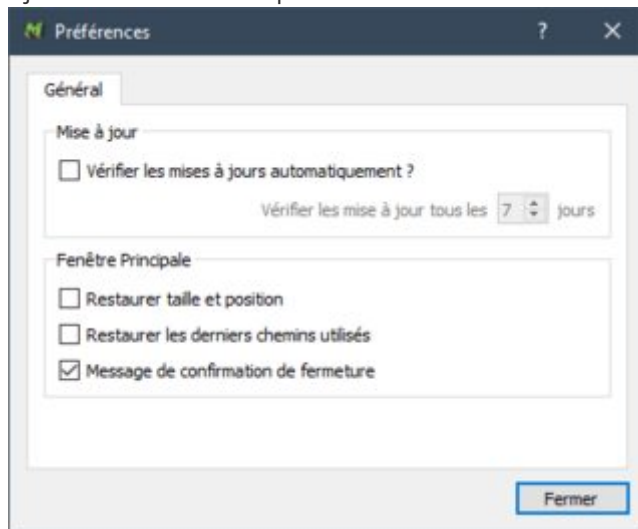 Préférences
Général
Mise à jour
Vérifier les mises à jours automatiquement ?
Vérifier les mise à jour tous les 7 jours
Fenêtre Principale
Restaurer taille et position
Restaurer les derniers chemins utilisés
Message de confirmation de fermeture
Fermer